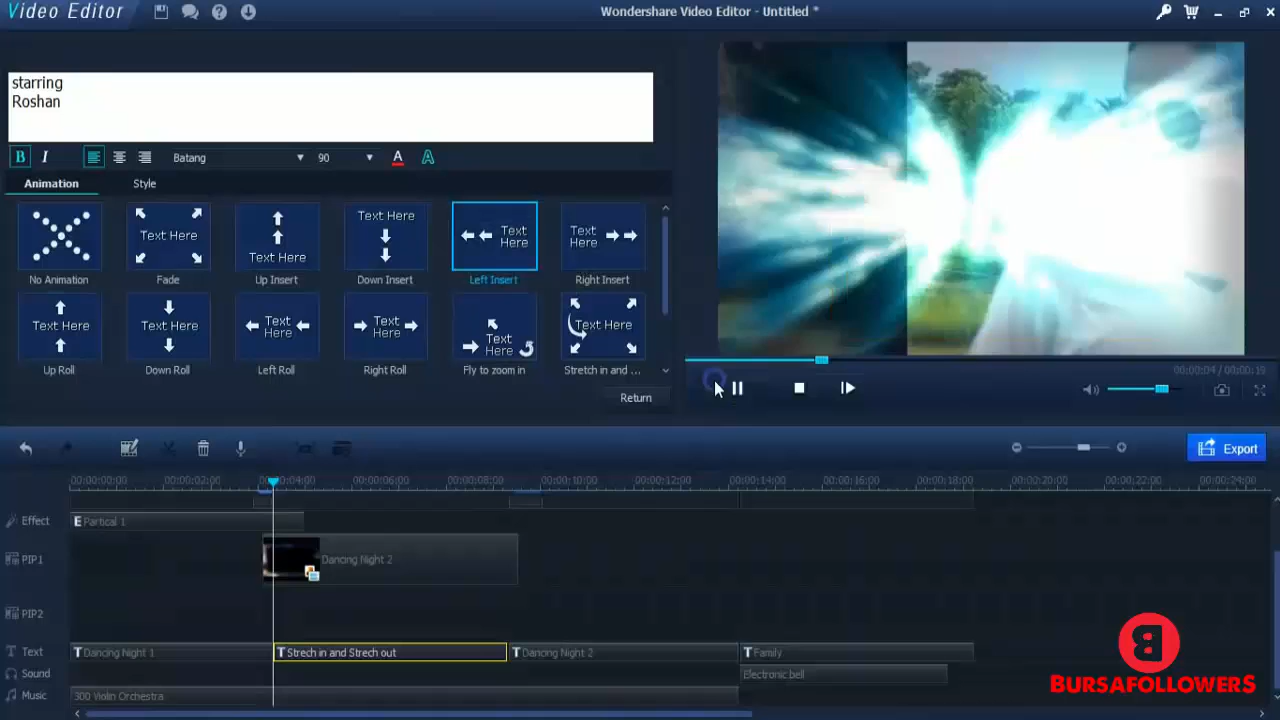 Video Editor
Wondershare Video Editor - Untitled *
starring
Roshan
B I Batang 90 A A
Animation Style
Text Here Text Here Text Here Text Here Text Here
No Animation Fade Up Insert Down Insert Left Insert Right Insert
Text Here Text Here Text Here Text Here Text Here Text Here
Up Roll Down Roll Left Roll Right Roll Fly to zoom in Stretch in and ...
Return
00:00:04 / 00:00:19
Export
00:00:00:00 00:00:02:00 00:00:04:00 00:00:06:00 00:00:08:00 00:00:10:00 00:00:12:00 00:00:14:00 00:00:16:00 00:00:18:00 00:00:20:00 00:00:22:00 00:00:24:00
Effect E Partical 1
PIP1 Dancing Night 2
PIP2
Text T Dancing Night 1 T Strech in and Strech out T Dancing Night 2 T Family
Sound Electronic bell
Music 300 Violin Orchestra
B
BURSAFOLLOWERS